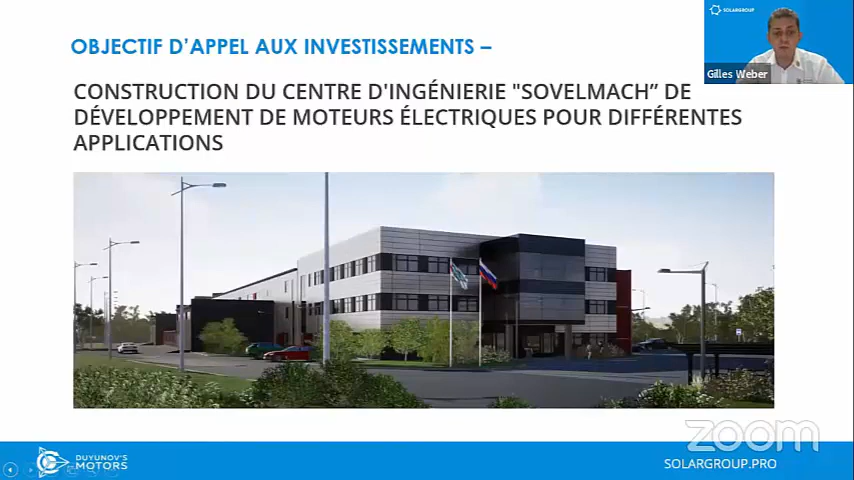 SOLARGROUP
Gilles Weber
OBJECTIF D’APPEL AUX INVESTISSEMENTS –
CONSTRUCTION DU CENTRE D'INGÉNIERIE "SOVELMACH” DE
DÉVELOPPEMENT DE MOTEURS ÉLECTRIQUES POUR DIFFÉRENTES
APPLICATIONS
zoom
DUYUNOV'S
MOTORS
SOLARGROUP.PRO